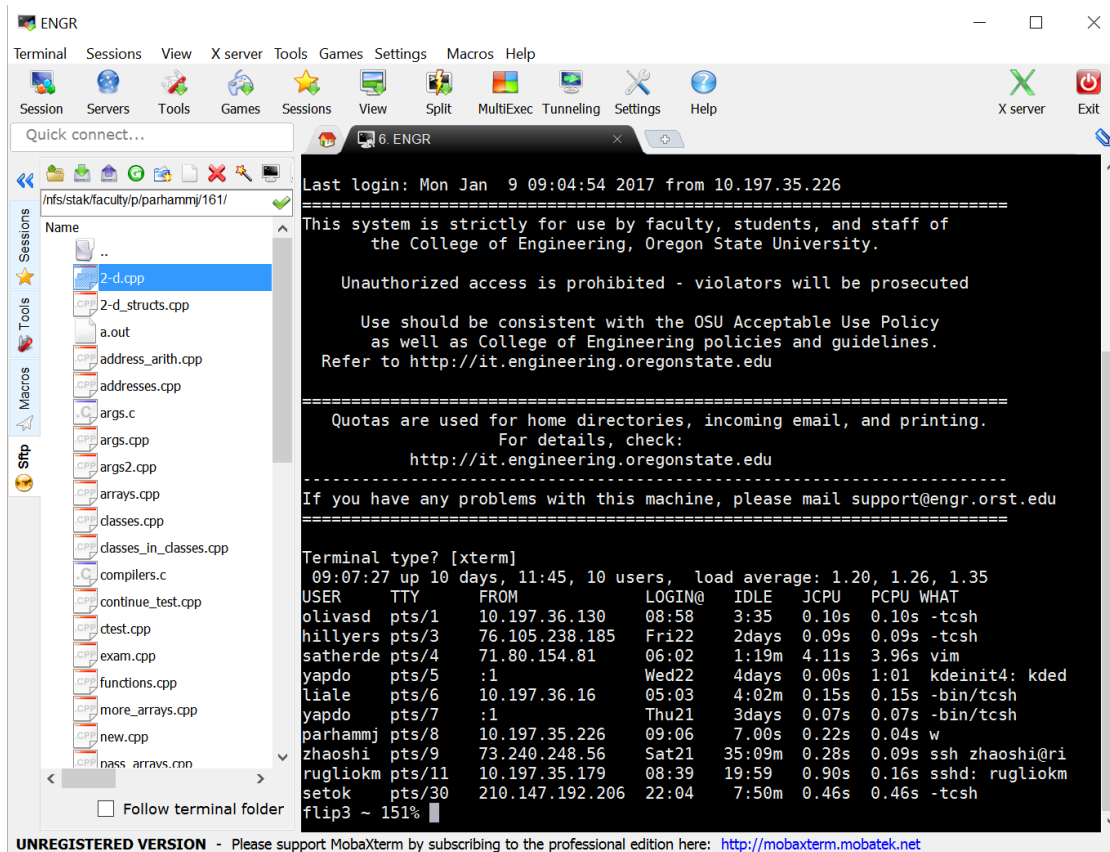 ENGR
Terminal Sessions View X server Tools Games Settings Macros Help
Session Servers Tools Games Sessions View Split MultiExec Tunneling Settings Help X server Exit
Quick connect...
6. ENGR
/nfs/stak/faculty/p/parhammj/161/
Sessions
Tools
Macros
Sftp
Name
..
2-d.cpp
2-d_structs.cpp
a.out
address_arith.cpp
addresses.cpp
args.c
args.cpp
args2.cpp
arrays.cpp
classes.cpp
classes_in_classes.cpp
compilers.c
continue_test.cpp
ctest.cpp
exam.cpp
functions.cpp
more_arrays.cpp
new.cpp
pass_arrays.cpp
Follow terminal folder
Last login: Mon Jan  9 09:04:54 2017 from 10.197.35.226
========================================================================
This system is strictly for use by faculty, students, and staff of
the College of Engineering, Oregon State University.
Unauthorized access is prohibited - violators will be prosecuted
Use should be consistent with the OSU Acceptable Use Policy
as well as College of Engineering policies and guidelines.
Refer to http://it.engineering.oregonstate.edu
========================================================================
Quotas are used for home directories, incoming email, and printing.
For details, check:
http://it.engineering.oregonstate.edu
------------------------------------------------------------------------
If you have any problems with this machine, please mail support@engr.orst.edu
========================================================================
Terminal type? [xterm]
09:07:27 up 10 days, 11:45, 10 users,  load average: 1.20, 1.26, 1.35
USER     TTY      FROM             LOGIN@   IDLE   JCPU   PCPU WHAT
olivasd  pts/1    10.197.36.130    08:58    3:35   0.10s  0.10s -tcsh
hillyers pts/3    76.105.238.185   Fri22    2days  0.09s  0.09s -tcsh
satherde pts/4    71.80.154.81     06:02    1:19m  4.11s  3.96s vim
yapdo    pts/5    :1               Wed22    4days  0.00s  1:01  kdeinit4: kded
liale    pts/6    10.197.36.16     05:03    4:02m  0.15s  0.15s -bin/tcsh
yapdo    pts/7    :1               Thu21    3days  0.07s  0.07s -bin/tcsh
parhammj pts/8    10.197.35.226    09:06    7.00s  0.22s  0.04s w
zhaoshi  pts/9    73.240.248.56    Sat21    35:09m 0.28s  0.09s ssh zhaoshi@ri
rugliokm pts/11   10.197.35.179    08:39    19:59  0.90s  0.16s sshd: rugliokm
setok    pts/30   210.147.192.206  22:04    7:50m  0.46s  0.46s -tcsh
flip3 ~ 151%
UNREGISTERED VERSION - Please support MobaXterm by subscribing to the professional edition here: http://mobaxterm.mobatek.net